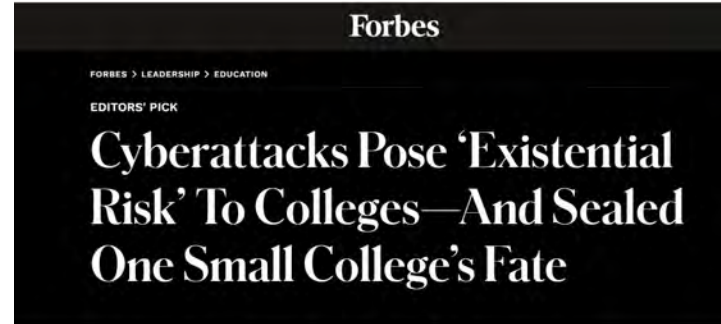 Forbes
FORBES > LEADERSHIP > EDUCATION
EDITORS' PICK
Cyberattacks Pose ‘Existential
Risk’ To Colleges—And Sealed
One Small College’s Fate